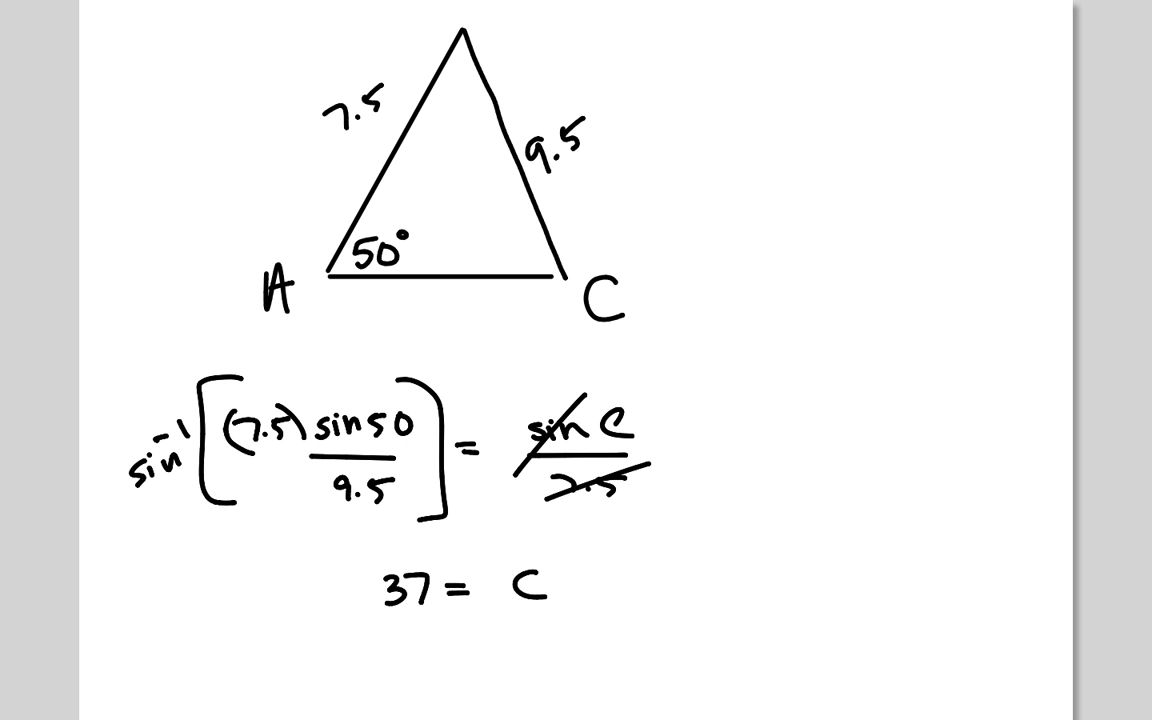 7.5
9.5
50°
A
C
sin⁻¹[(7.5) sin 50 / 9.5] = sin C / 7.5
37 = C